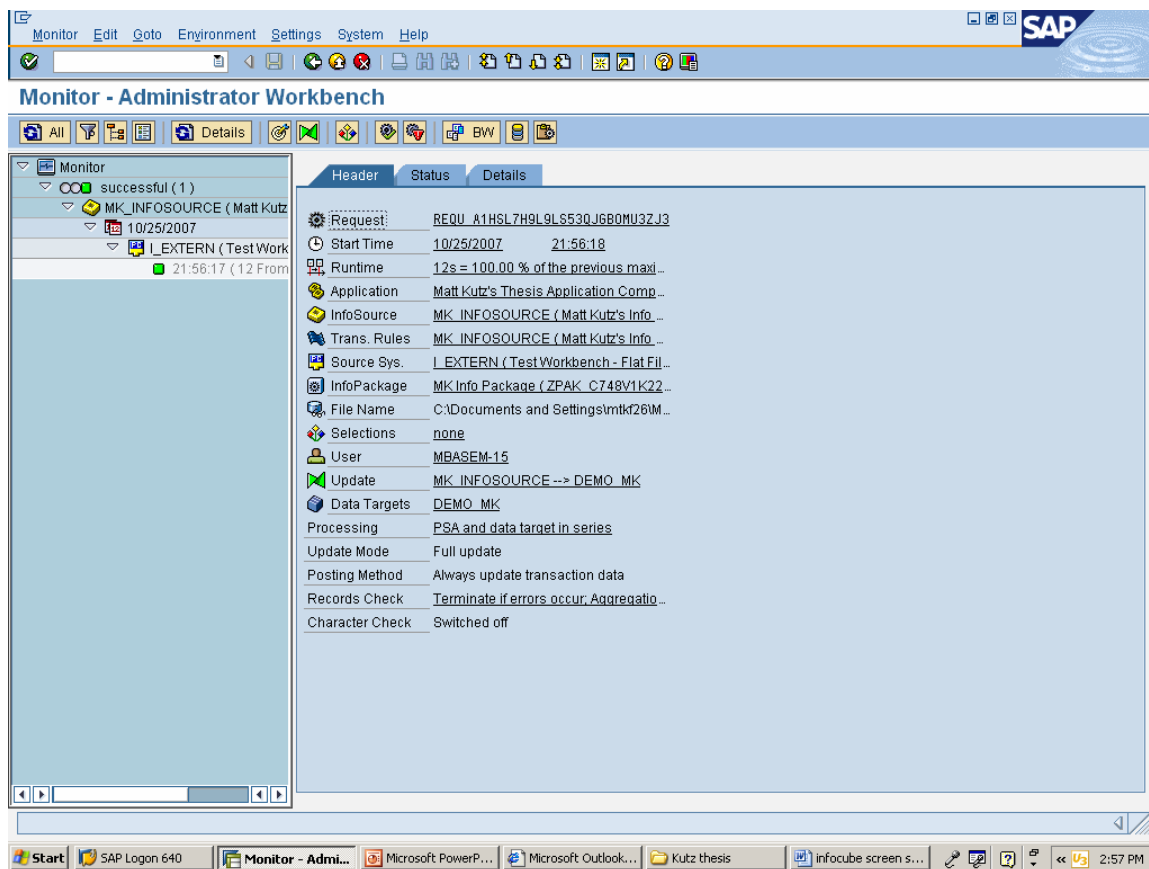 Monitor Edit Goto Environment Settings System Help
SAP
Monitor - Administrator Workbench
All Details BW
Monitor
successful ( 1 )
MK_INFOSOURCE ( Matt Kutz
10/25/2007
I_EXTERN ( Test Work
21:56:17 ( 12 From
Header Status Details
Request REQU_A1HSL7H9L9LS53QJGBOMU3ZJ3
Start Time 10/25/2007 21:56:18
Runtime 12s = 100.00 % of the previous maxi...
Application Matt Kutz's Thesis Application Comp...
InfoSource MK_INFOSOURCE ( Matt Kutz's Info ...
Trans. Rules MK_INFOSOURCE ( Matt Kutz's Info ...
Source Sys. I_EXTERN ( Test Workbench - Flat Fil...
InfoPackage MK Info Package ( ZPAK_C748V1K22...
File Name C:\Documents and Settings\mtkf26\M...
Selections none
User MBASEM-15
Update MK_INFOSOURCE --> DEMO_MK
Data Targets DEMO_MK
Processing PSA and data target in series
Update Mode Full update
Posting Method Always update transaction data
Records Check Terminate if errors occur; Aggregatio...
Character Check Switched off
Start SAP Logon 640 Monitor - Admi... Microsoft PowerP... Microsoft Outlook... Kutz thesis infocube screen s... « V3 2:57 PM